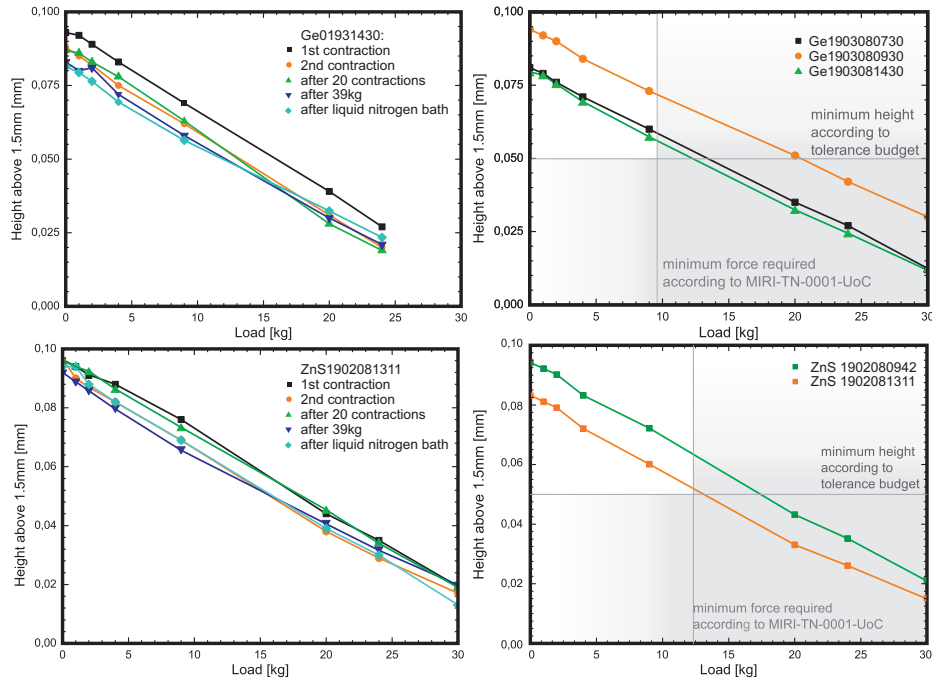 0,100
0,075
0,050
0,025
0,000
Height above 1.5mm [mm]
Ge01931430:
1st contraction
2nd contraction
after 20 contractions
after 39kg
after liquid nitrogen bath
0 5 10 15 20 25 30
Load [kg]
0,100
0,075
0,050
0,025
0,000
Height above 1.5mm [mm]
Ge1903080730
Ge1903080930
Ge1903081430
minimum height
according to
tolerance budget
minimum force required
according to MIRI-TN-0001-UoC
0 5 10 15 20 25 30
Load [kg]
0,10
0,08
0,06
0,04
0,02
0,00
Height above 1.5mm [mm]
ZnS1902081311
1st contraction
2nd contraction
after 20 contractions
after 39kg
after liquid nitrogen bath
0 5 10 15 20 25 30
Load [kg]
0,10
0,08
0,06
0,04
0,02
0,00
Height above 1.5mm [mm]
ZnS 1902080942
ZnS 1902081311
minimum height
according to
tolerance budget
minimum force required
according to MIRI-TN-0001-UoC
0 5 10 15 20 25 30
Load [kg]